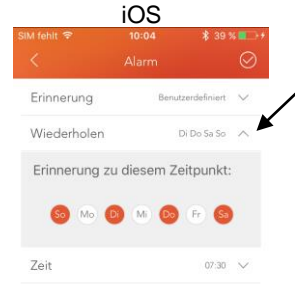 iOS
SIM fehlt 10:04 39 %
Alarm
Erinnerung Benutzerdefiniert
Wiederholen Di Do Sa So
Erinnerung zu diesem Zeitpunkt:
So Mo Di Mi Do Fr Sa
Zeit 07:30